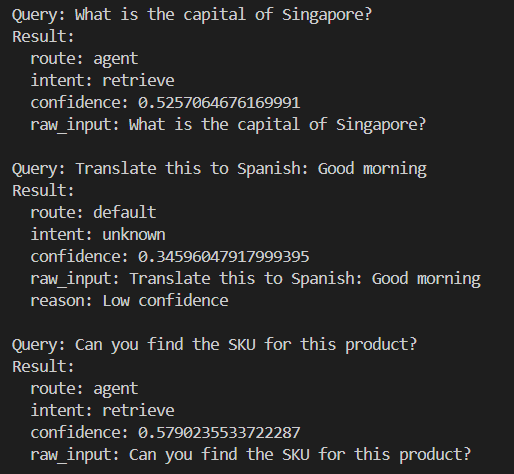 Query: What is the capital of Singapore?
Result:
route: agent
intent: retrieve
confidence: 0.5257064676169991
raw_input: What is the capital of Singapore?
Query: Translate this to Spanish: Good morning
Result:
route: default
intent: unknown
confidence: 0.34596047917999395
raw_input: Translate this to Spanish: Good morning
reason: Low confidence
Query: Can you find the SKU for this product?
Result:
route: agent
intent: retrieve
confidence: 0.5790235533722287
raw_input: Can you find the SKU for this product?